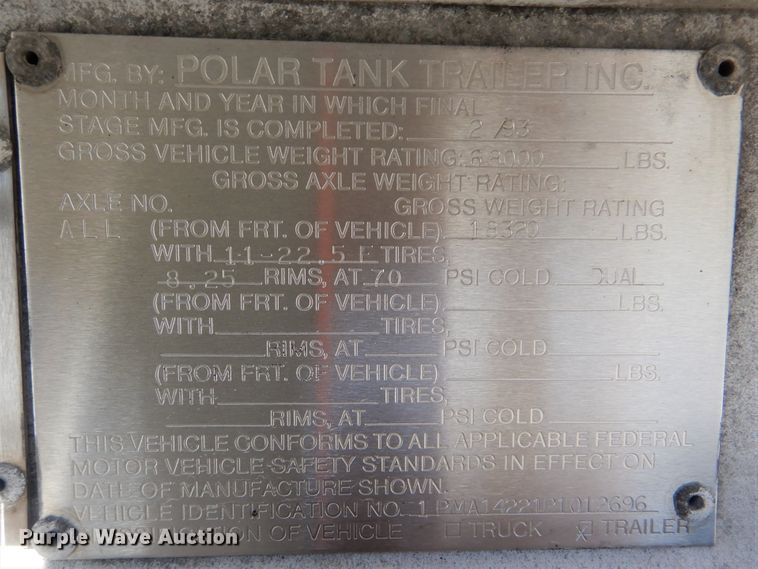 MFG. BY: POLAR TANK TRAILER INC.
MONTH AND YEAR IN WHICH FINAL
STAGE MFG. IS COMPLETED: 2/93
GROSS VEHICLE WEIGHT RATING: 68000 LBS.
GROSS AXLE WEIGHT RATING:
AXLE NO. GROSS WEIGHT RATING
ALL (FROM FRT. OF VEHICLE) 18320 LBS.
WITH 11-22.5 TIRES,
8.25 RIMS, AT 70 PSI COLD DUAL
(FROM FRT. OF VEHICLE) LBS.
WITH TIRES,
RIMS, AT PSI COLD
(FROM FRT. OF VEHICLE) LBS.
WITH TIRES,
RIMS, AT PSI COLD
THIS VEHICLE CONFORMS TO ALL APPLICABLE FEDERAL
MOTOR VEHICLE SAFETY STANDARDS IN EFFECT ON
DATE OF MANUFACTURE SHOWN.
VEHICLE IDENTIFICATION NO.
OF VEHICLE TRUCK X TRAILER
Purple Wave Auction